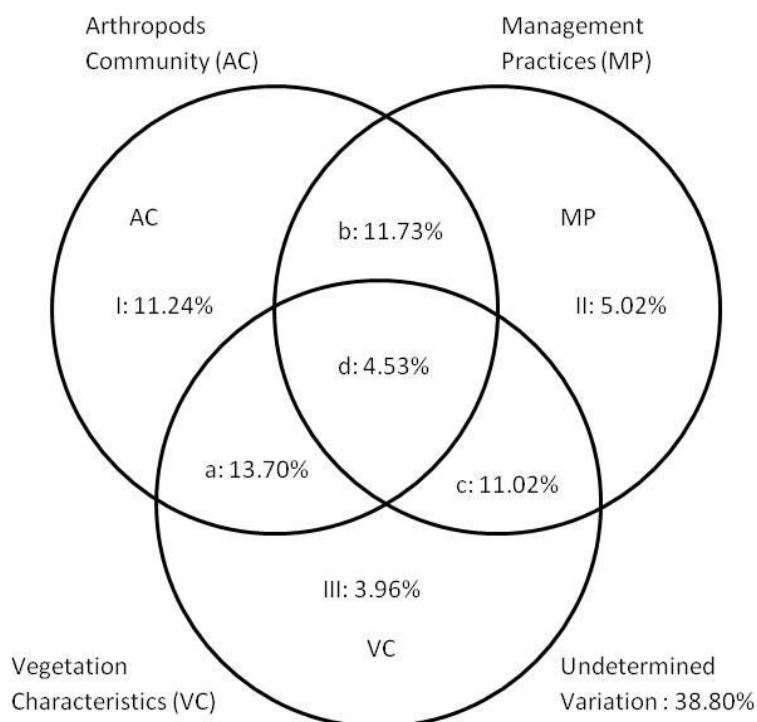 Arthropods
Community (AC)
Management
Practices (MP)
AC
MP
b: 11.73%
I: 11.24%
II: 5.02%
d: 4.53%
a: 13.70%
c: 11.02%
III: 3.96%
VC
Vegetation
Characteristics (VC)
Undetermined
Variation : 38.80%